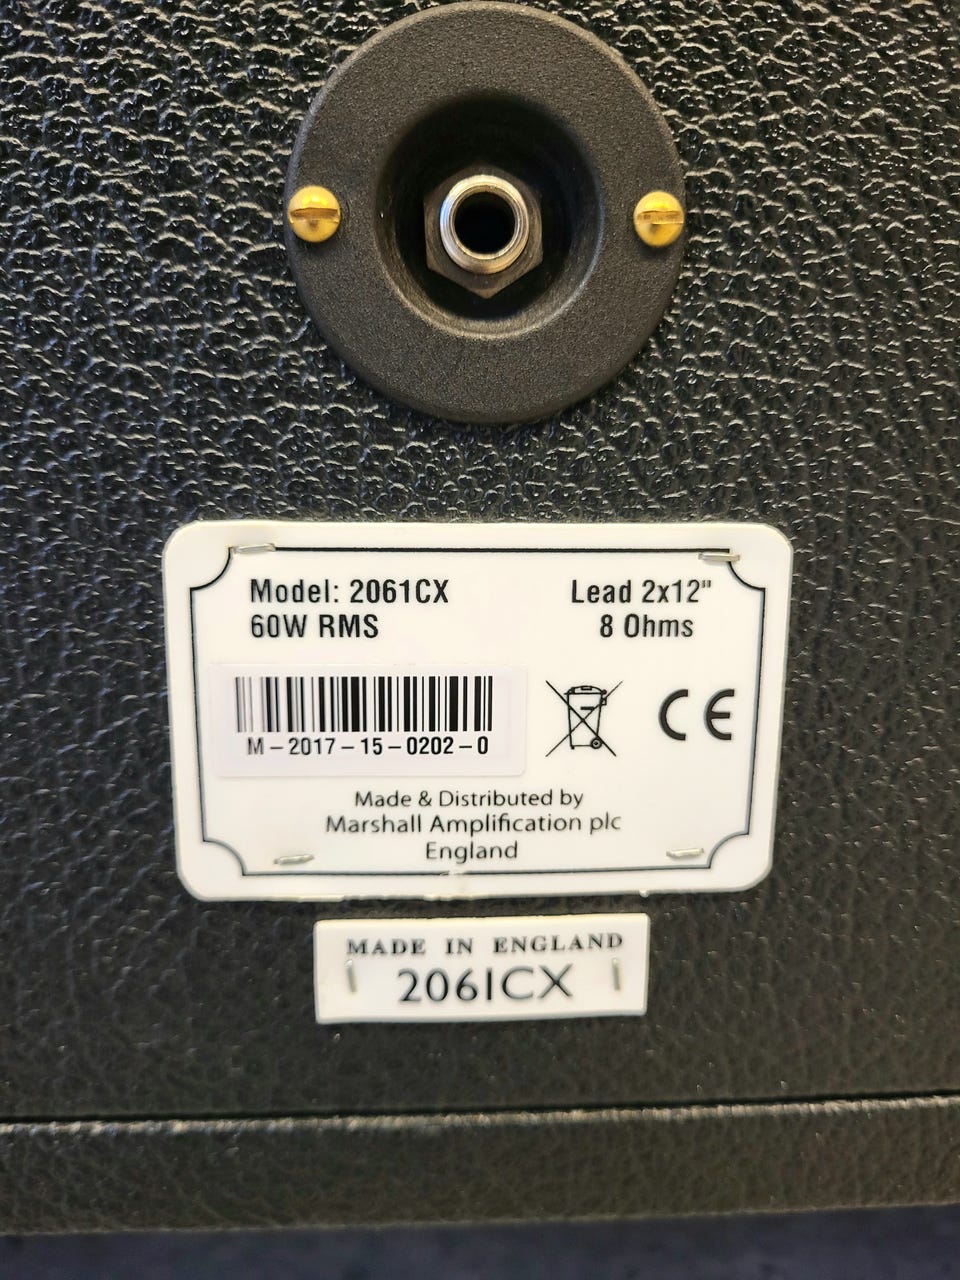 Model: 2061CX
Lead 2x12"
60W RMS
8 Ohms
M-2017-15-0202-0
CE
Made & Distributed by
Marshall Amplification plc
England
MADE IN ENGLAND
2061CX